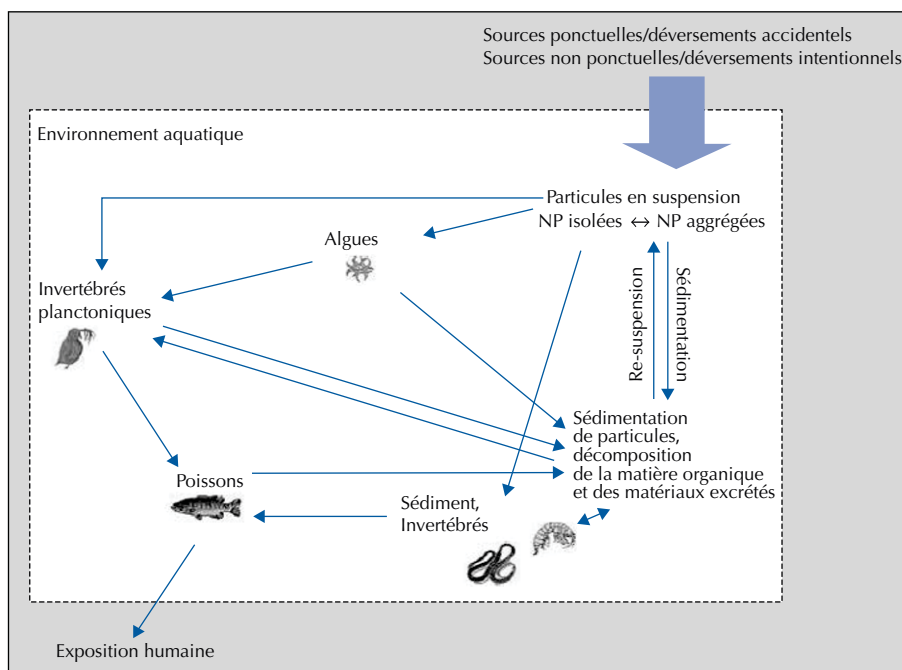 Sources ponctuelles/déversements accidentels
Sources non ponctuelles/déversements intentionnels
Environnement aquatique
Particules en suspension
NP isolées ↔ NP aggrégées
Algues
Invertébrés
planctoniques
Re-suspension
Sédimentation
Sédimentation
de particules,
décomposition
de la matière organique
et des matériaux excrétés
Poissons
Sédiment,
Invertébrés
Exposition humaine